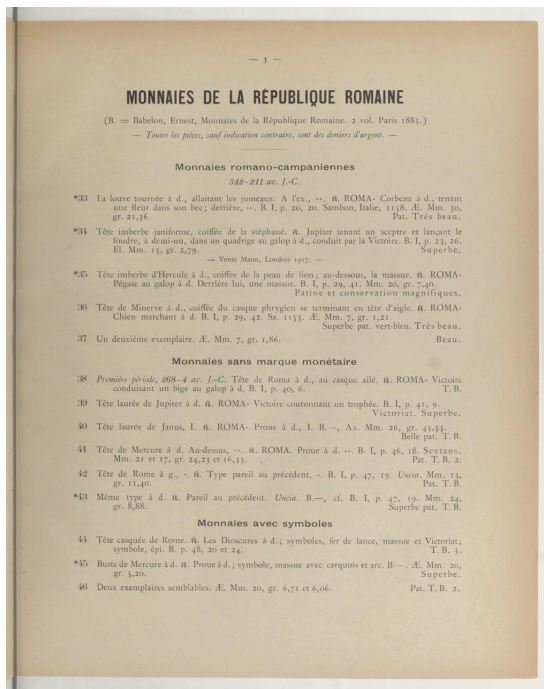 — 3 —
MONNAIES DE LA RÉPUBLIQUE ROMAINE
(B. = Babelon, Ernest, Monnaies de la République Romaine. 2 vol. Paris 1885.)
— Toutes les pièces, sauf indication contraire, sont des deniers d'argent. —
Monnaies romano-campaniennes
342-211 av. J.-C.
*33 La louve tournée à d., allaitant les jumeaux. A l'ex., ••. ℟. ROMA· Corbeau à d., tenant
une fleur dans son bec; derrière, ••. B. I, p. 20, 20. Sambon, Italie, 1158. Æ. Mm. 30,
gr. 21,36. Pat. Très beau.
*34 Tête imberbe janiforme, coiffée de la stéphané. ℟. Jupiter tenant un sceptre et lançant le
foudre, à demi-nu, dans un quadrige au galop à d., conduit par la Victoire. B. I, p. 23, 26.
El. Mm. 15, gr. 2,79. Superbe.
— Vente Mann, Londres 1917. —
*35 Tête imberbe d'Hercule à d., coiffée de la peau de lion; au-dessous, la massue. ℟. ROMA·
Pégase au galop à d. Derrière lui, une massue. B. I, p. 29, 41. Mm. 20, gr. 7,40.
Patine et conservation magnifiques.
36 Tête de Minerve à d., coiffée du casque phrygien se terminant en tête d'aigle. ℟. ROMA·
Chien marchant à d. B. I, p. 29, 42. Sa. 1153. Æ. Mm. 7, gr. 1,21.
Superbe pat. vert-bleu. Très beau.
37 Un deuxième exemplaire. Æ. Mm. 7, gr. 1,86. Beau.
Monnaies sans marque monétaire
38 Première période, 268-4 av. J.-C. Tête de Roma à d., au casque ailé. ℟. ROMA· Victoire
conduisant un bige au galop à d. B. I, p. 40, 6. T. B.
39 Tête laurée de Jupiter à d. ℟. ROMA· Victoire couronnant un trophée. B. I, p. 41, 9.
Victoriat. Superbe.
40 Tête laurée de Janus, I. ℟. ROMA· Proue à d., I. B. —, As. Mm. 26, gr. 43,55.
Belle pat. T. B.
41 Tête de Mercure à d. Au-dessus, ••. ℟. ROMA. Proue à d. ••. B. I, p. 46, 18. Sextans.
Mm. 21 et 17, gr. 24,23 et 16,35. Pat. T. B. 2.
42 Tête de Rome à g., •. ℟. Type pareil au précédent, •. B. I, p. 47, 19. Uncia. Mm. 15,
gr. 11,40. Pat. T. B.
*43 Même type à d. ℟. Pareil au précédent. Uncia. B. —, cf. B. I, p. 47, 19. Mm. 24,
gr. 8,88. Superbe pat. T. B.
Monnaies avec symboles
44 Tête casquée de Rome. ℟. Les Dioscures à d.; symboles, fer de lance, massue et Victoriat;
symbole, épi. B. p. 48, 20 et 24. T. B. 3.
*45 Buste de Mercure à d. ℟. Proue à d.; symbole, massue avec carquois et arc. B. —. Æ. Mm. 20,
gr. 5,20. Superbe.
46 Deux exemplaires semblables. Æ. Mm. 20, gr. 6,71 et 6,06. Pat. T. B. 2.